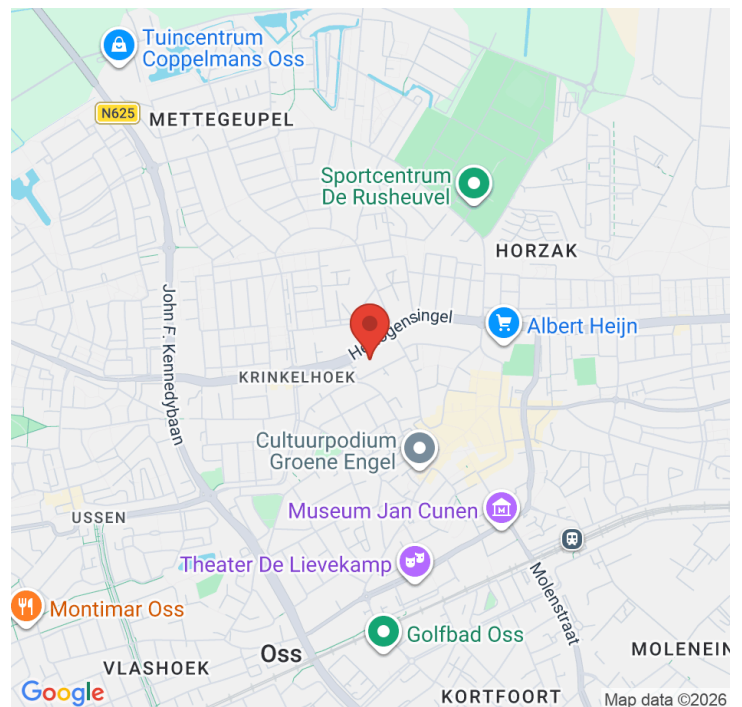 Tuincentrum
Coppelmans Oss
N625
METTEGEUPEL
Sportcentrum
De Rusheuvel
HORZAK
John F. Kennedybaan
Hertogensingel
Albert Heijn
KRINKELHOEK
Cultuurpodium
Groene Engel
USSEN
Museum Jan Cunen
Theater De Lievekamp
Molenstraat
Montimar Oss
Golfbad Oss
Oss
MOLENEIN
VLASHOEK
KORTFOORT
Google
Map data ©2026